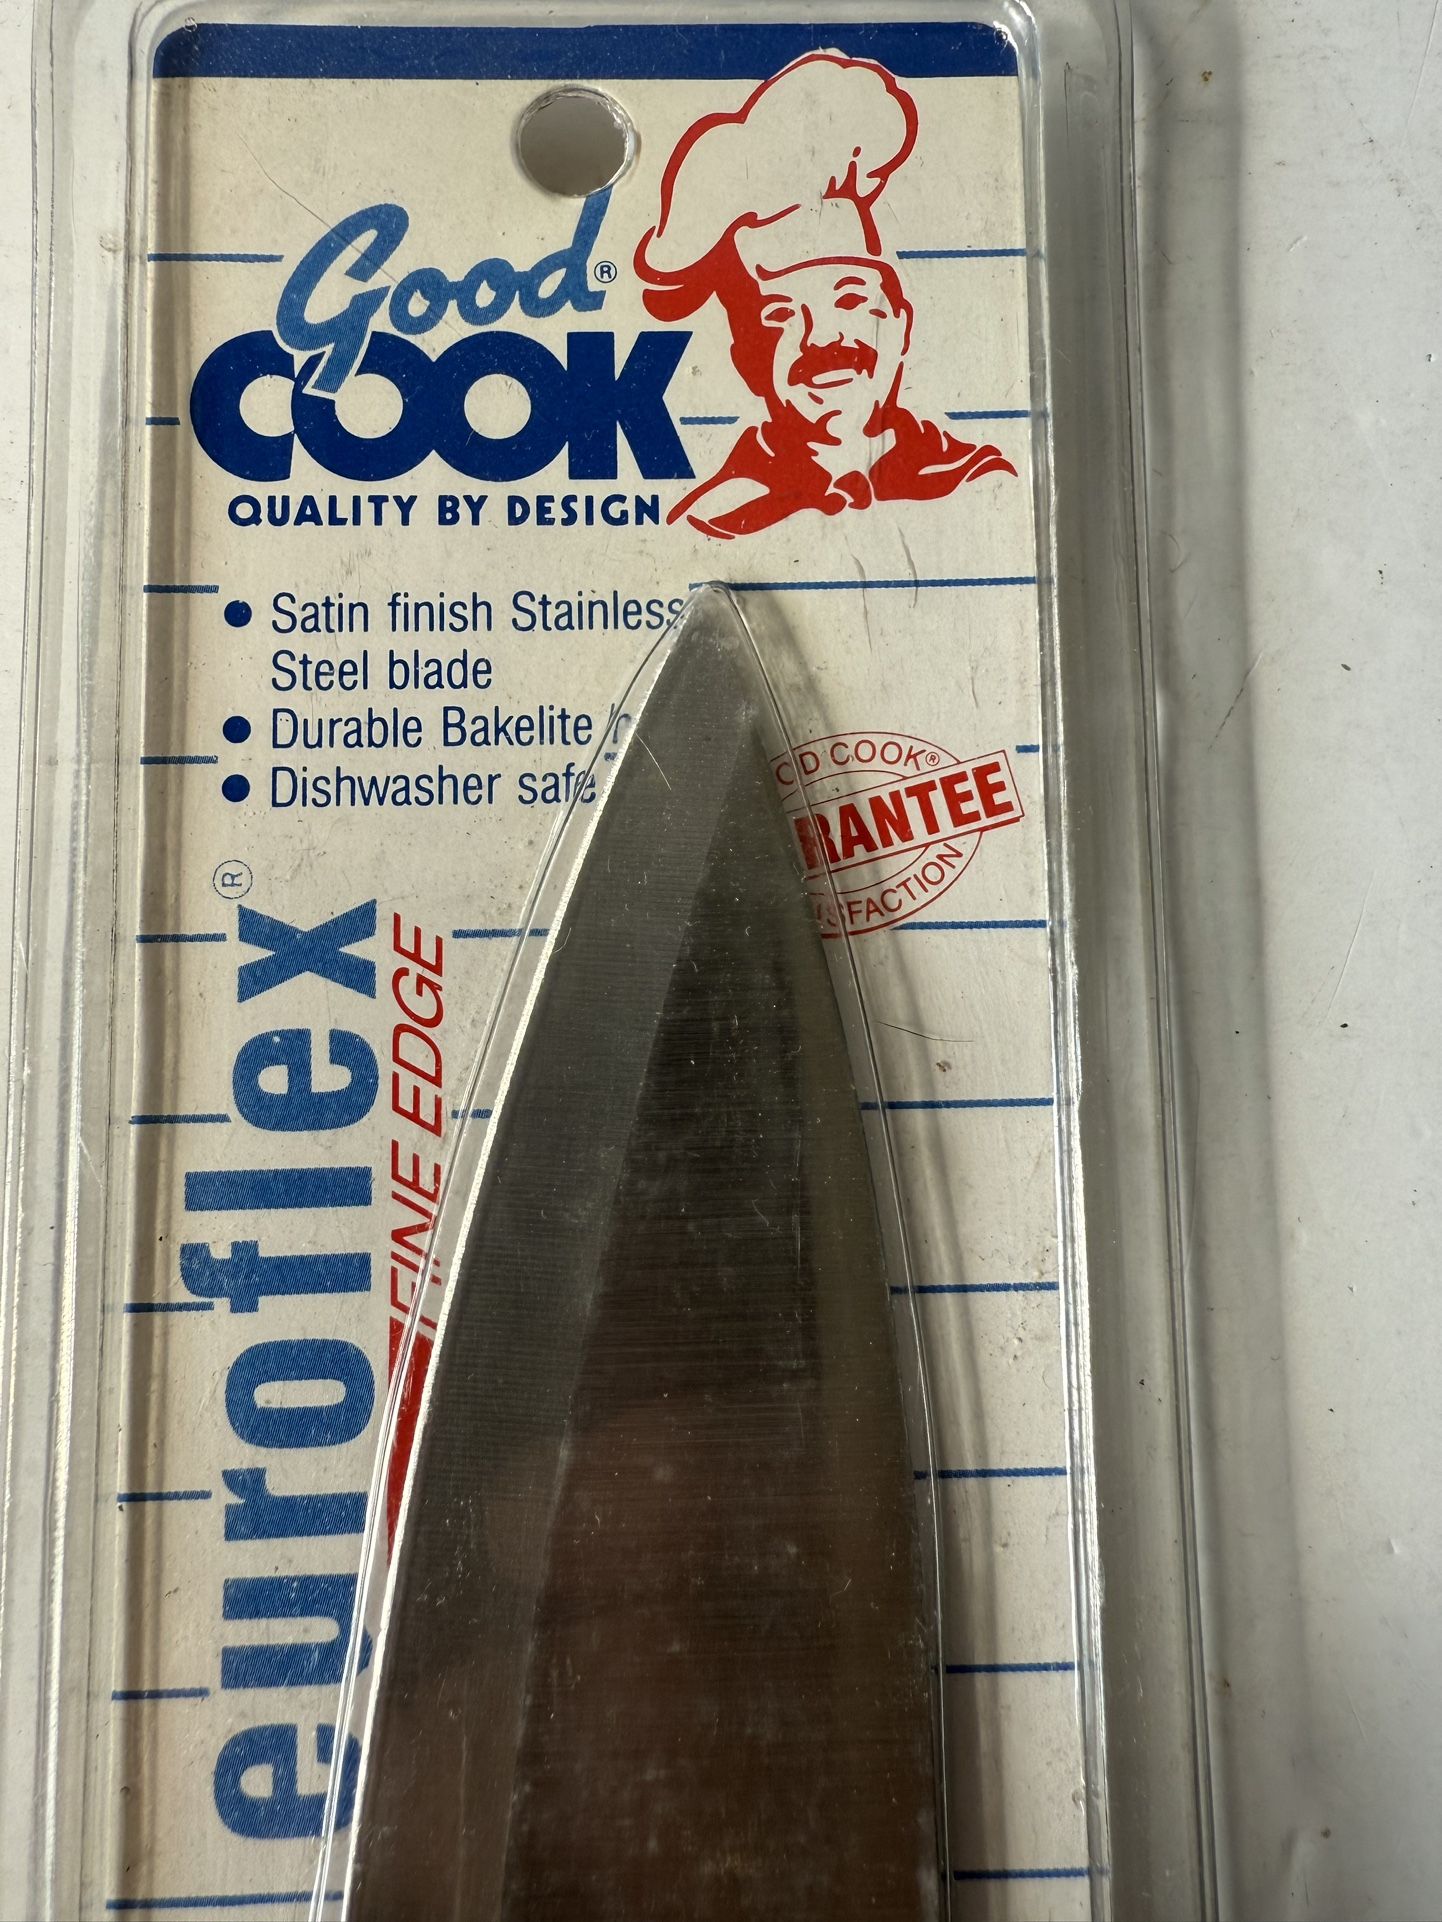 Good®
COOK
QUALITY BY DESIGN
• Satin finish Stainless
Steel blade
• Durable Bakelite
• Dishwasher safe
OD COOK®
RANTEE
SFACTION
euroflex®
FINE EDGE